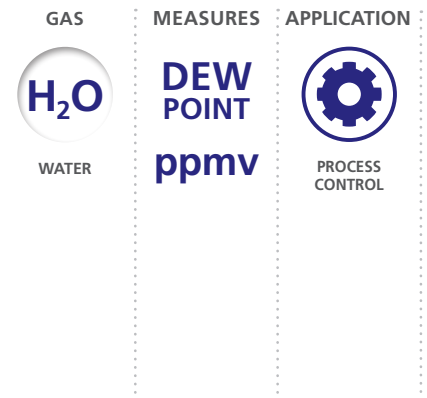 GAS
H₂O
WATER
MEASURES
DEW
POINT
ppmv
APPLICATION
PROCESS
CONTROL